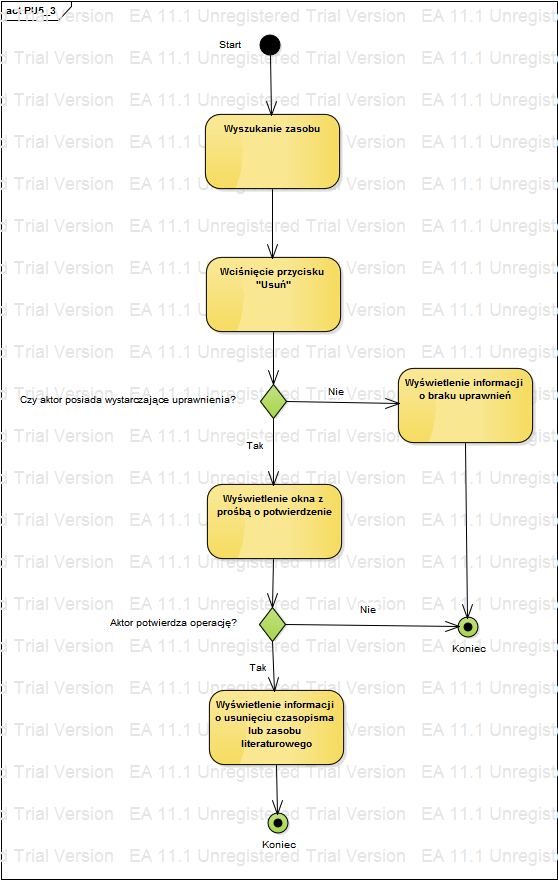 act PU5_3
Start
Wyszukanie zasobu
Wciśnięcie przycisku
"Usuń"
Czy aktor posiada wystarczające uprawnienia?
Nie
Wyświetlenie informacji
o braku uprawnień
Tak
Wyświetlenie okna z
prośbą o potwierdzenie
Aktor potwierdza operację?
Nie
Koniec
Tak
Wyświetlenie informacji
o usunięciu czasopisma
lub zasobu
literaturowego
Koniec
EA 11.1 Unregistered Trial Version